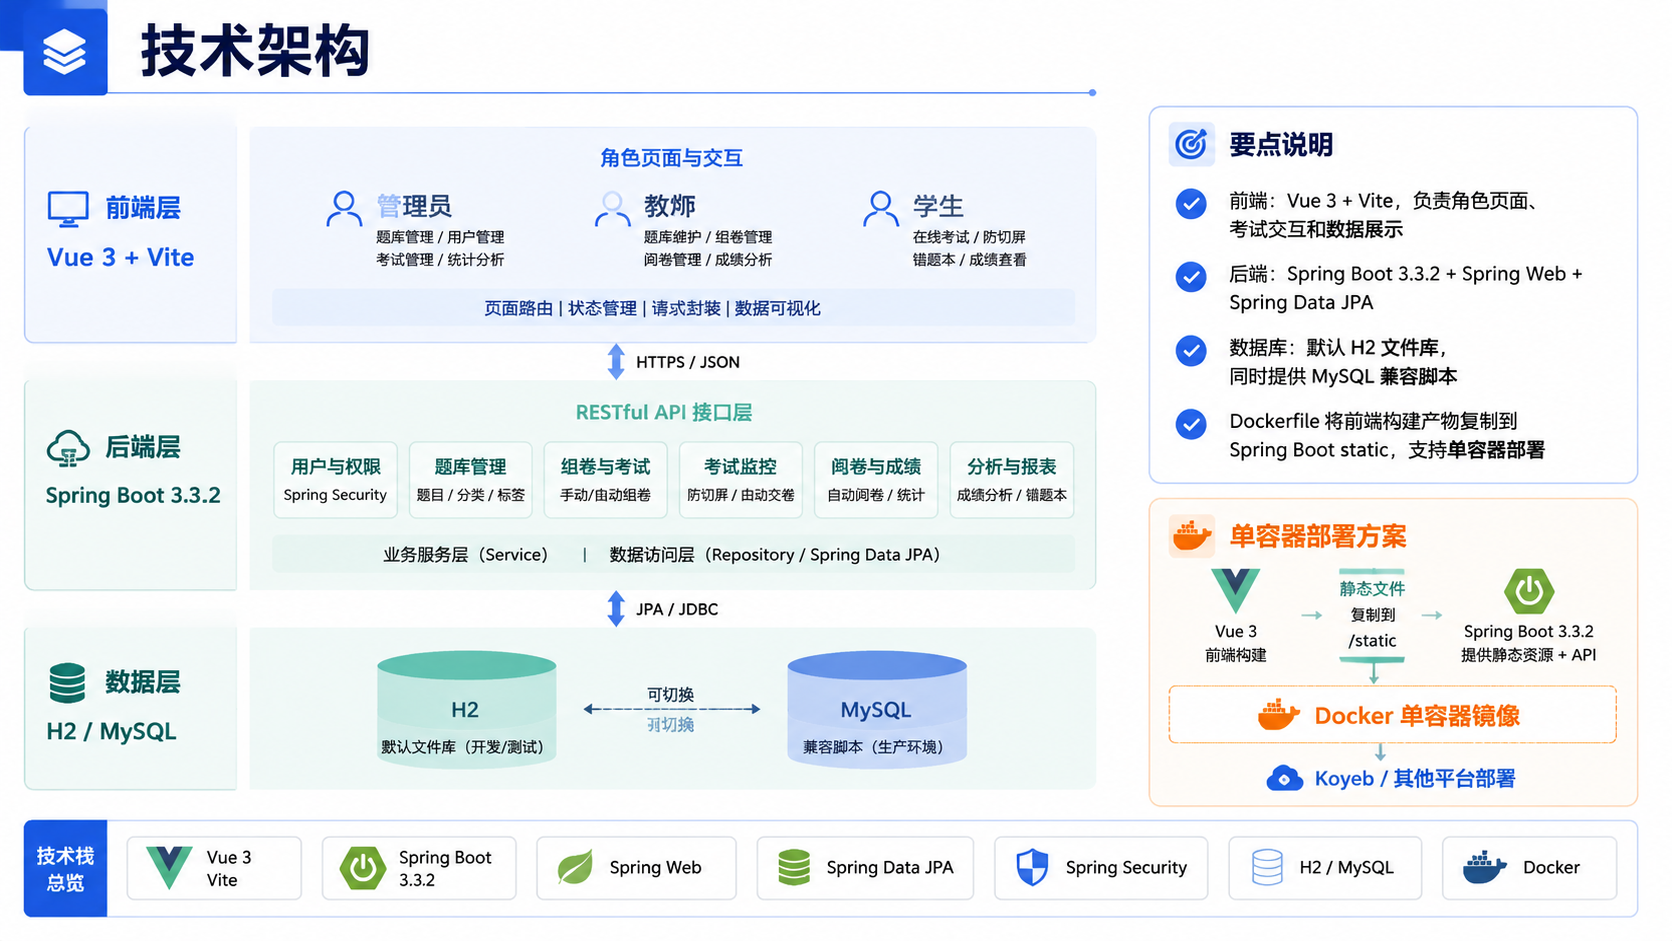 技术架构
前端层
Vue 3 + Vite
角色页面与交互
管理员
题库管理 / 用户管理
考试管理 / 统计分析
教师
题库维护 / 组卷管理
阅卷管理 / 成绩分析
学生
在线考试 / 防切屏
错题本 / 成绩查看
页面路由 | 状态管理 | 请求封装 | 数据可视化
HTTPS / JSON
后端层
Spring Boot 3.3.2
RESTful API 接口层
用户与权限
Spring Security
题库管理
题目 / 分类 / 标签
组卷与考试
手动/由动组卷
考试监控
防切屏 / 由动交卷
阅卷与成绩
自动阅卷 / 统计
分析与报表
成绩分析 / 错题本
业务服务层（Service） | 数据访问层（Repository / Spring Data JPA）
JPA / JDBC
数据层
H2 / MySQL
H2
默认文件库（开发/测试）
可切换
可切换
MySQL
兼容脚本（生产环境）
要点说明
前端：Vue 3 + Vite，负责角色页面、
考试交互和数据展示
后端：Spring Boot 3.3.2 + Spring Web +
Spring Data JPA
数据库：默认 H2 文件库，
同时提供 MySQL 兼容脚本
Dockerfile 将前端构建产物复制到
Spring Boot static，支持单容器部署
单容器部署方案
Vue 3
前端构建
静态文件
复制到
/static
Spring Boot 3.3.2
提供静态资源 + API
Docker 单容器镜像
Koyeb / 其他平台部署
技术栈
总览
Vue 3
Vite
Spring Boot
3.3.2
Spring Web
Spring Data JPA
Spring Security
H2 / MySQL
Docker